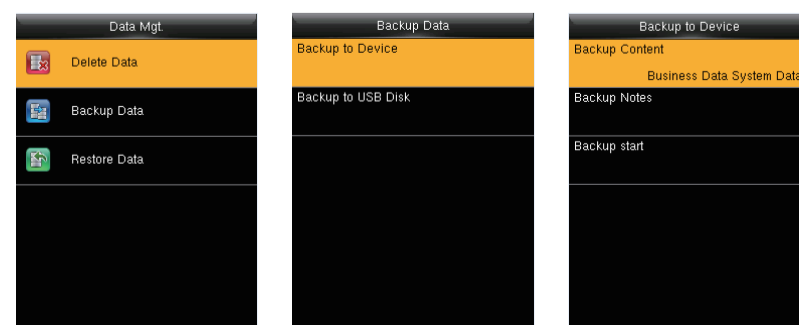 Data Mgt.
Delete Data
Backup Data
Restore Data
Backup Data
Backup to Device
Backup to USB Disk
Backup to Device
Backup Content
Business Data System Data
Backup Notes
Backup start